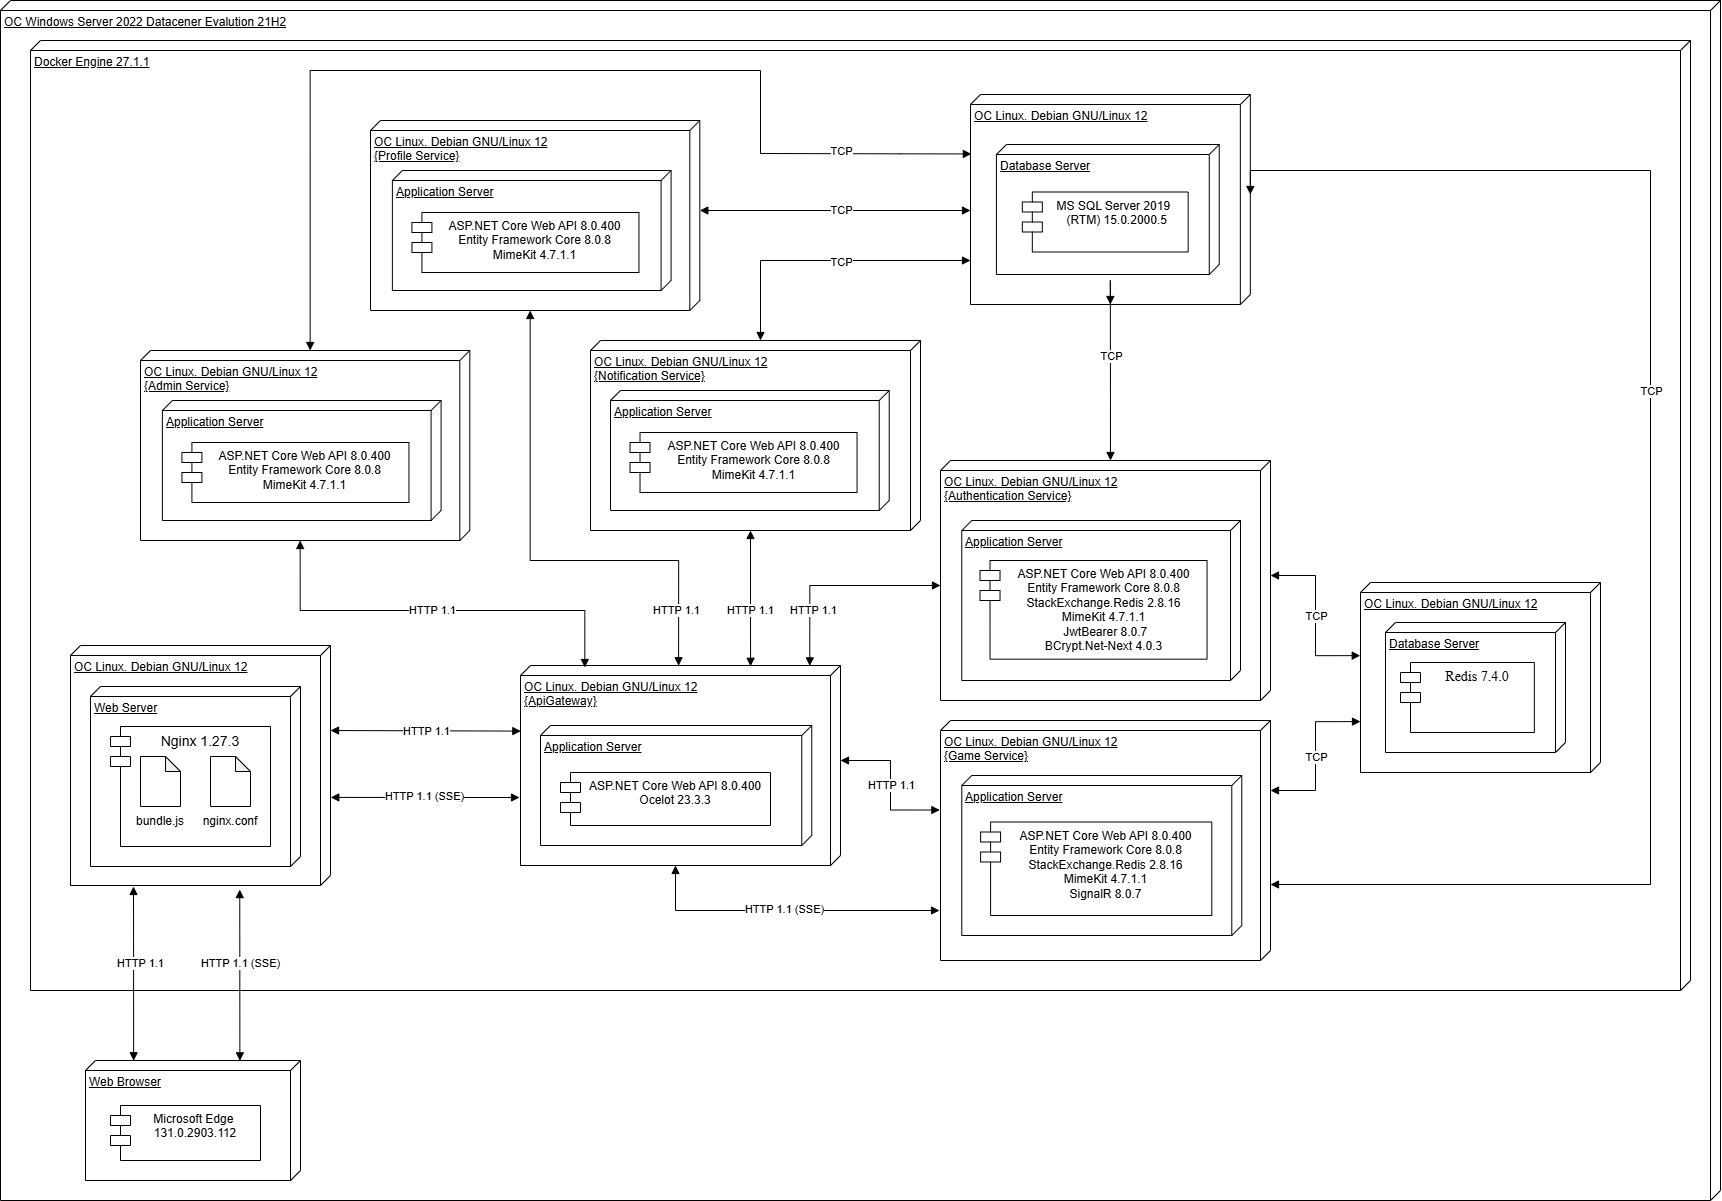 OC Windows Server 2022 Datacener Evalution 21H2
Docker Engine 27.1.1
OC Linux. Debian GNU/Linux 12
{Profile Service}
Application Server
ASP.NET Core Web API 8.0.400
Entity Framework Core 8.0.8
MimeKit 4.7.1.1
TCP
TCP
TCP
OC Linux. Debian GNU/Linux 12
Database Server
MS SQL Server 2019
(RTM) 15.0.2000.5
TCP
TCP
OC Linux. Debian GNU/Linux 12
{Admin Service}
Application Server
ASP.NET Core Web API 8.0.400
Entity Framework Core 8.0.8
MimeKit 4.7.1.1
OC Linux. Debian GNU/Linux 12
{Notification Service}
Application Server
ASP.NET Core Web API 8.0.400
Entity Framework Core 8.0.8
MimeKit 4.7.1.1
OC Linux. Debian GNU/Linux 12
{Authentication Service}
Application Server
ASP.NET Core Web API 8.0.400
Entity Framework Core 8.0.8
StackExchange.Redis 2.8.16
MimeKit 4.7.1.1
JwtBearer 8.0.7
BCrypt.Net-Next 4.0.3
HTTP 1.1
HTTP 1.1
HTTP 1.1
HTTP 1.1
TCP
OC Linux. Debian GNU/Linux 12
Database Server
Redis 7.4.0
TCP
OC Linux. Debian GNU/Linux 12
Web Server
Nginx 1.27.3
bundle.js
nginx.conf
HTTP 1.1
HTTP 1.1 (SSE)
OC Linux. Debian GNU/Linux 12
{ApiGateway}
Application Server
ASP.NET Core Web API 8.0.400
Ocelot 23.3.3
HTTP 1.1
HTTP 1.1 (SSE)
OC Linux. Debian GNU/Linux 12
{Game Service}
Application Server
ASP.NET Core Web API 8.0.400
Entity Framework Core 8.0.8
StackExchange.Redis 2.8.16
MimeKit 4.7.1.1
SignalR 8.0.7
HTTP 1.1
HTTP 1.1 (SSE)
Web Browser
Microsoft Edge
131.0.2903.112